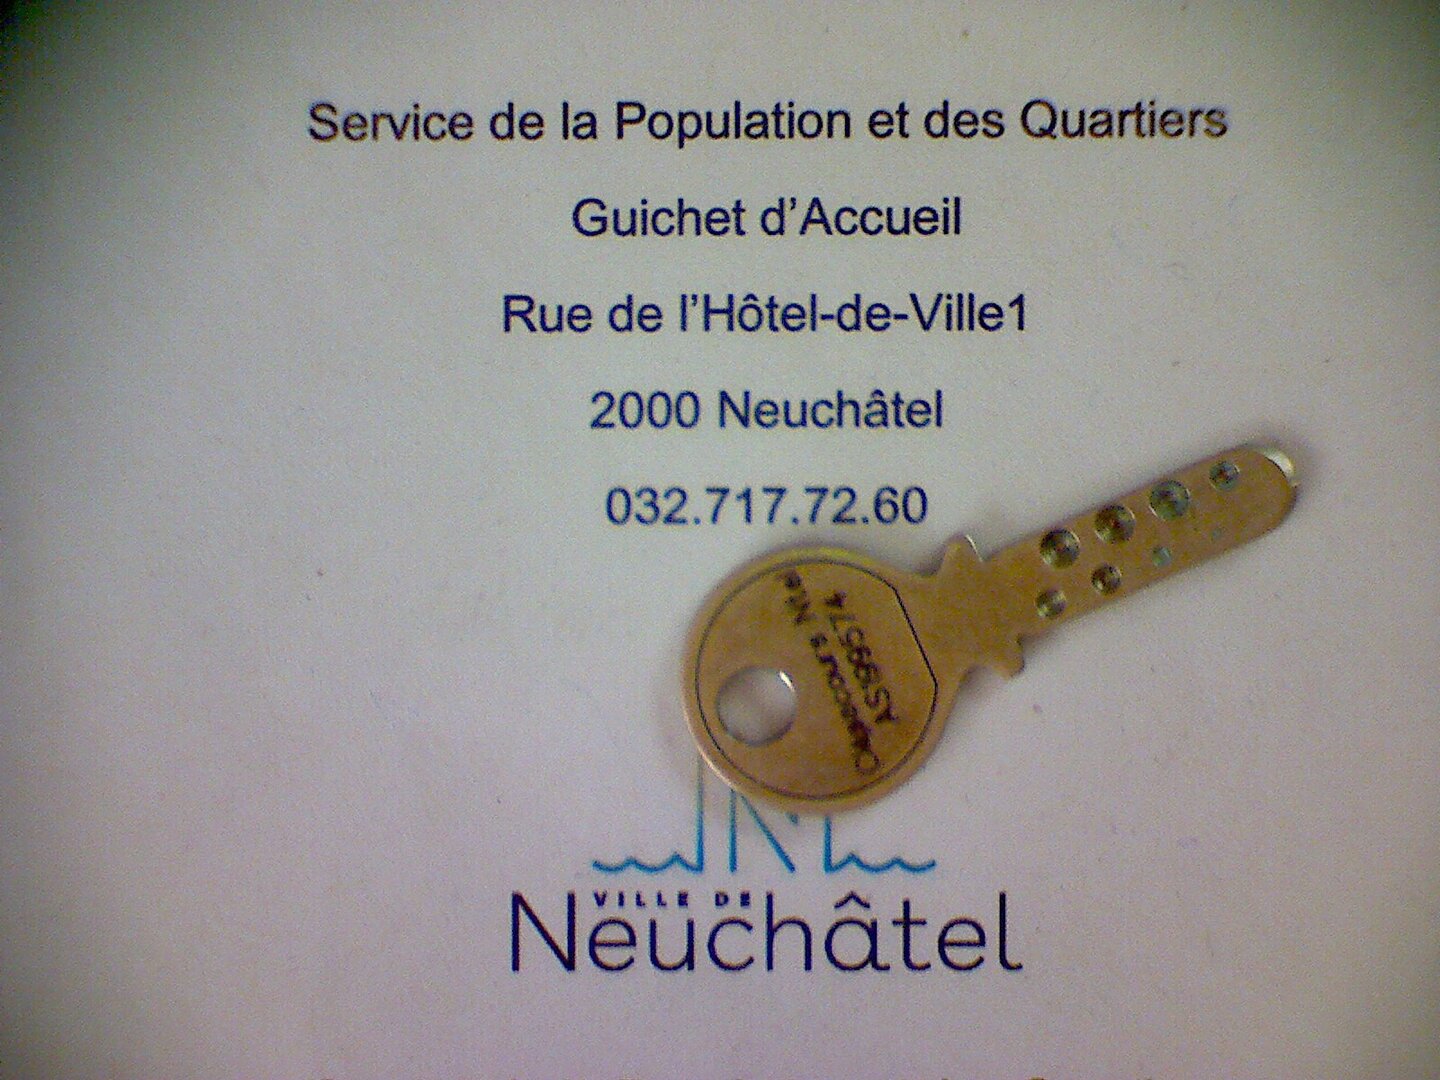 Service de la Population et des Quartiers
Guichet d'Accueil
Rue de l'Hôtel-de-Ville1
2000 Neuchâtel
032.717.72.60
AS199574
VILLE DE
Neuchâtel